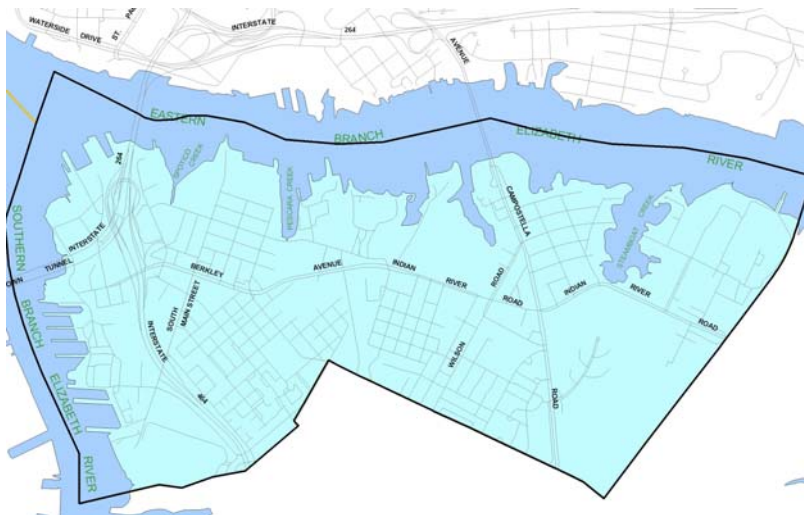 WATERSIDE DRIVE
ST.
INTERSTATE 264
AVENUE
EASTERN BRANCH ELIZABETH RIVER
SPOTICO CREEK
PESCARA CREEK
264
CAMPOSTELLA
STEAMBOAT CREEK
SOUTHERN
INTERSTATE
TUNNEL
BERKLEY AVENUE
INDIAN RIVER ROAD
INDIAN RIVER ROAD
ROAD
SOUTH MAIN STREET
BRANCH
INTERSTATE
WILSON
ROAD
464
ELIZABETH
RIVER